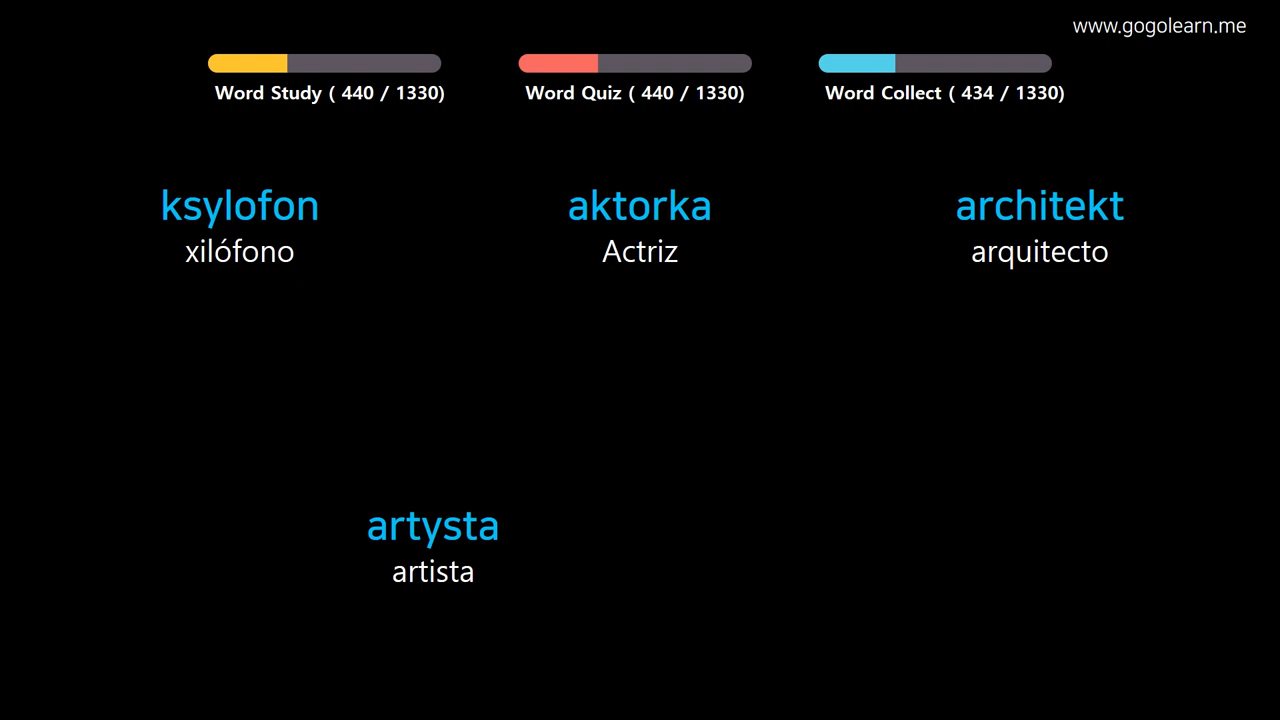 www.gogolearn.me
Word Study ( 440 / 1330)
Word Quiz ( 440 / 1330)
Word Collect ( 434 / 1330)
ksylofon
xilófono
aktorka
Actriz
architekt
arquitecto
artysta
artista